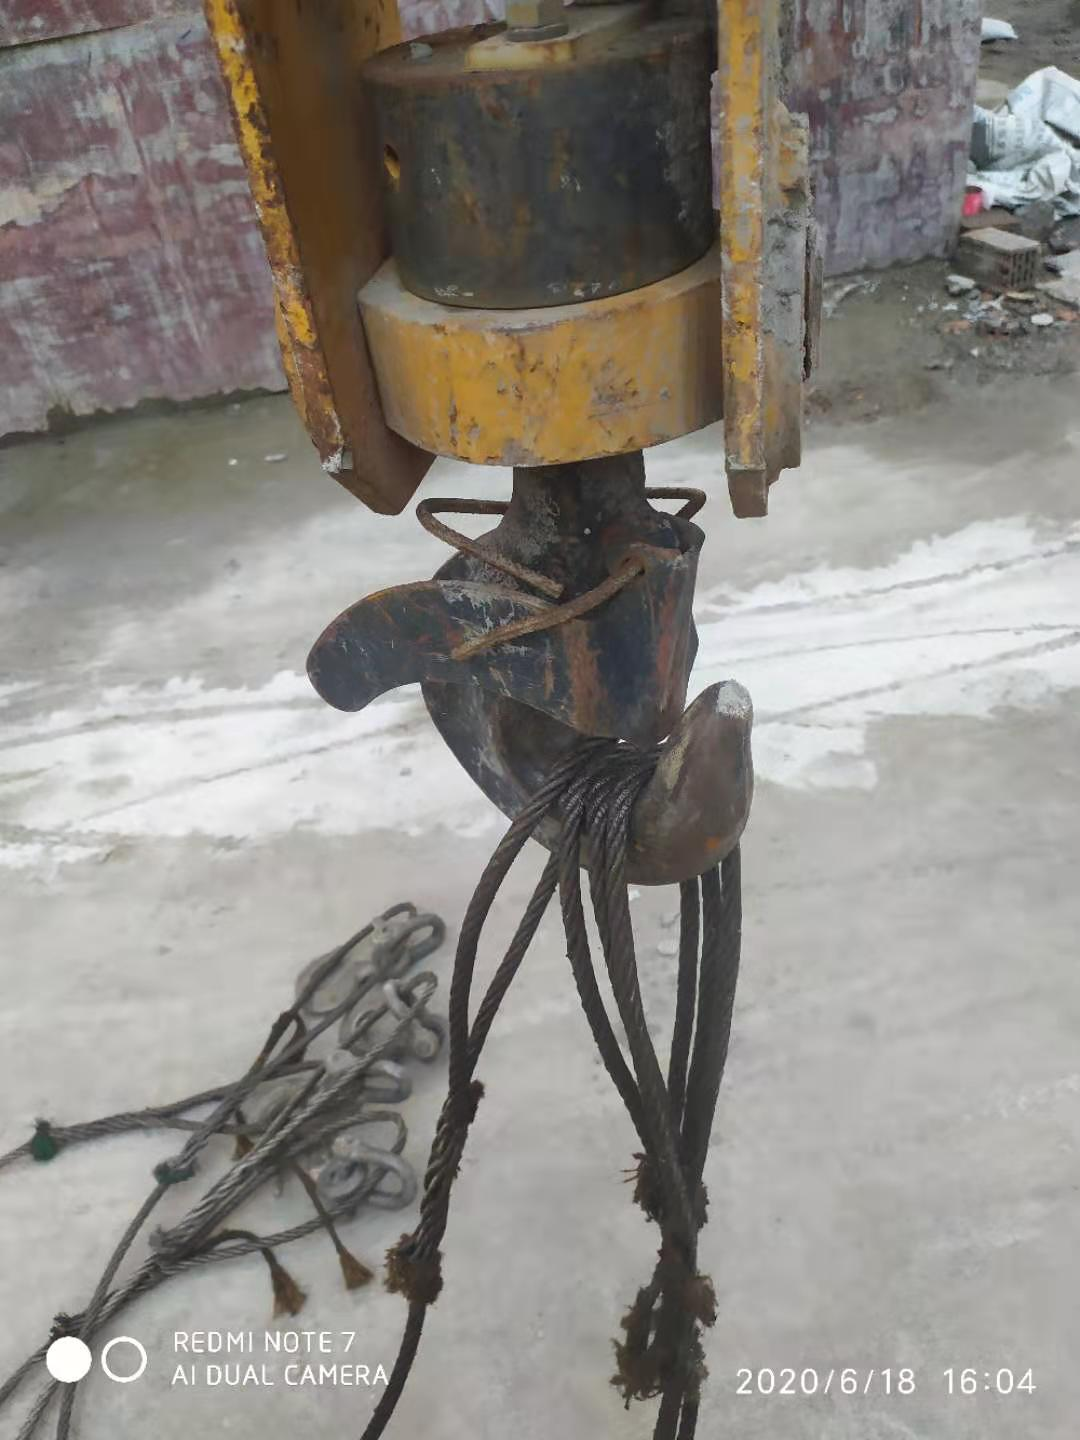 REDMI NOTE 7
AI DUAL CAMERA
2020/6/18 16:04